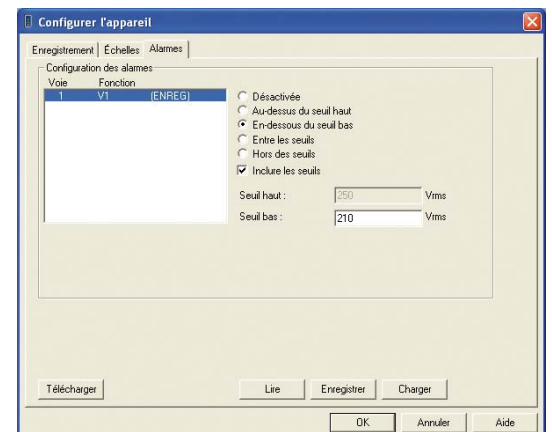 Configurer l'appareil
Enregistrement Échelles Alarmes
Configuration des alarmes
Voie Fonction
1 V1 (ENREG)
Désactivée
Au-dessus du seuil haut
En-dessous du seuil bas
Entre les seuils
Hors des seuils
Inclure les seuils
Seuil haut : 250 Vrms
Seuil bas : 210 Vrms
Télécharger Lire Enregistrer Charger
OK Annuler Aide